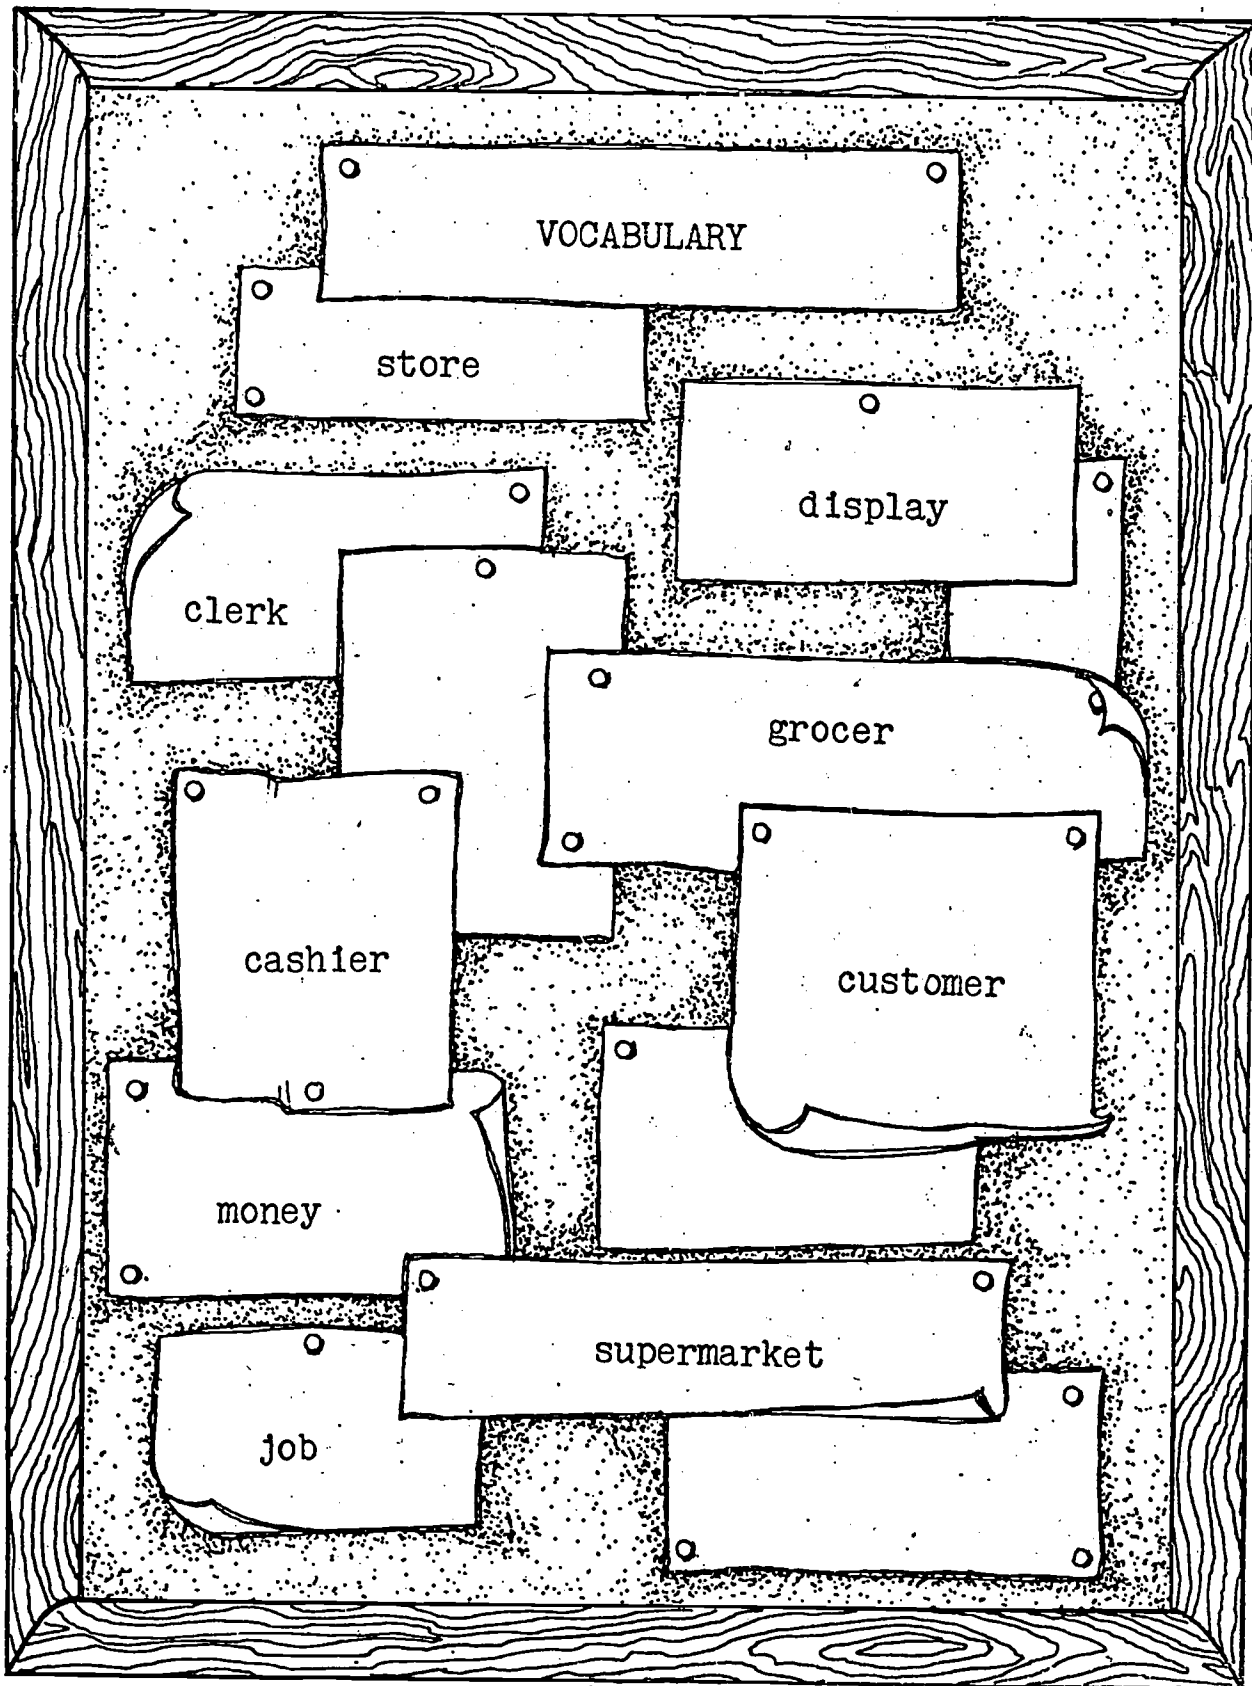 VOCABULARY
store
display
clerk
grocer
cashier
customer
money
supermarket
job